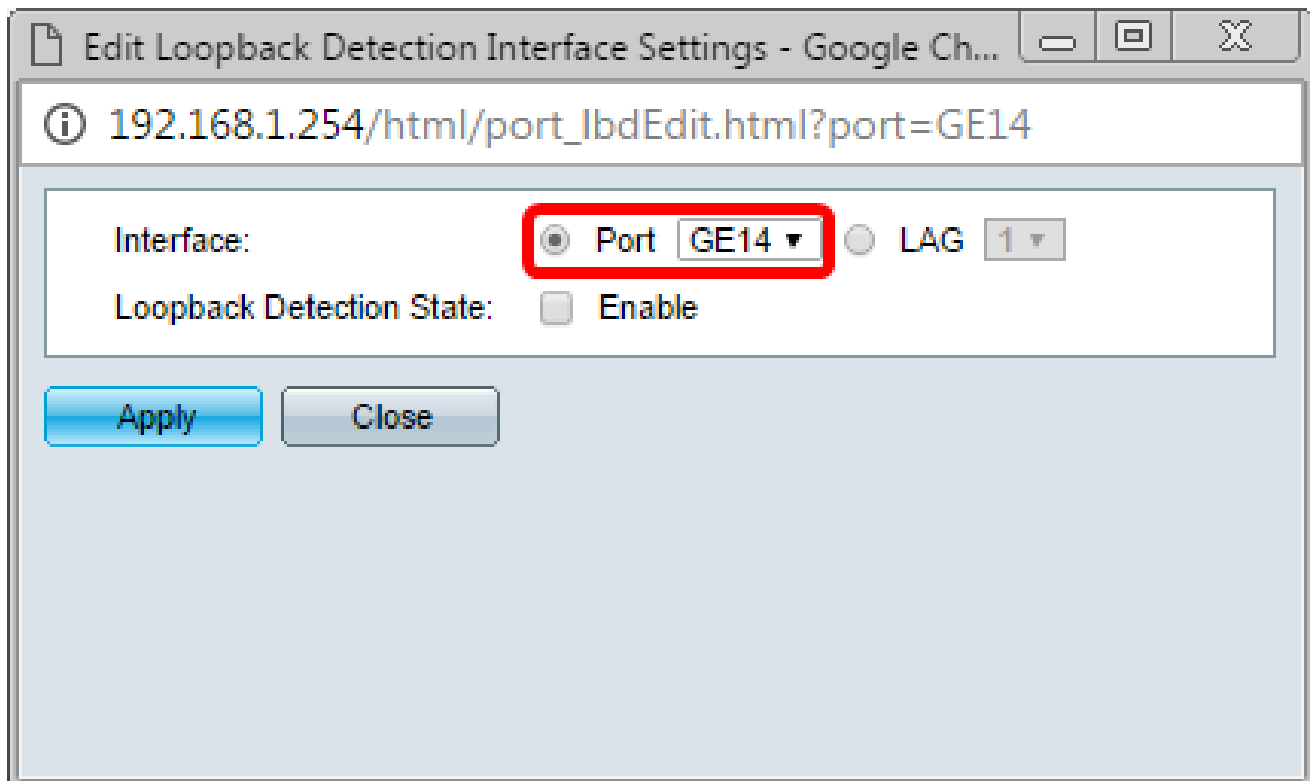 Edit Loopback Detection Interface Settings - Google Ch...
192.168.1.254/html/port_lbdEdit.html?port=GE14
Interface: Port GE14 LAG 1
Loopback Detection State: Enable
Apply Close